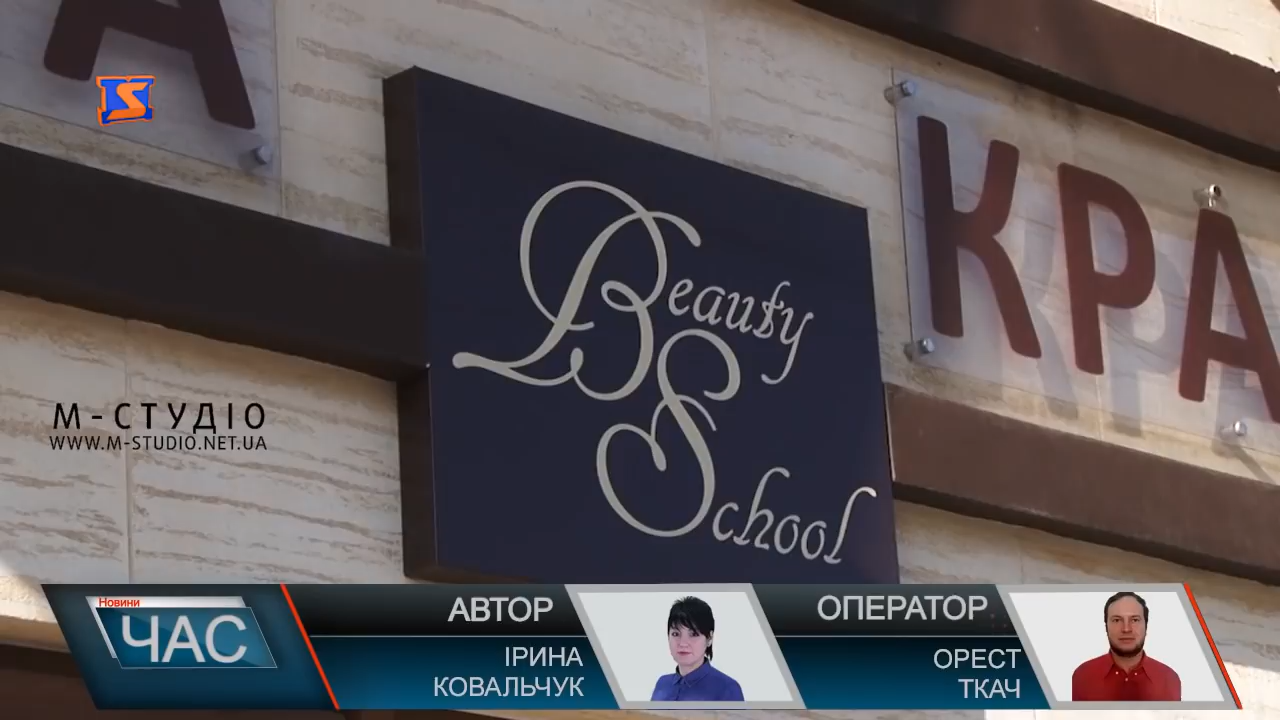 А
КРА
Beauty
School
М-СТУДІО
WWW.M-STUDIO.NET.UA
Новини
ЧАС
АВТОР
ІРИНА
КОВАЛЬЧУК
ОПЕРАТОР
ОРЕСТ
ТКАЧ